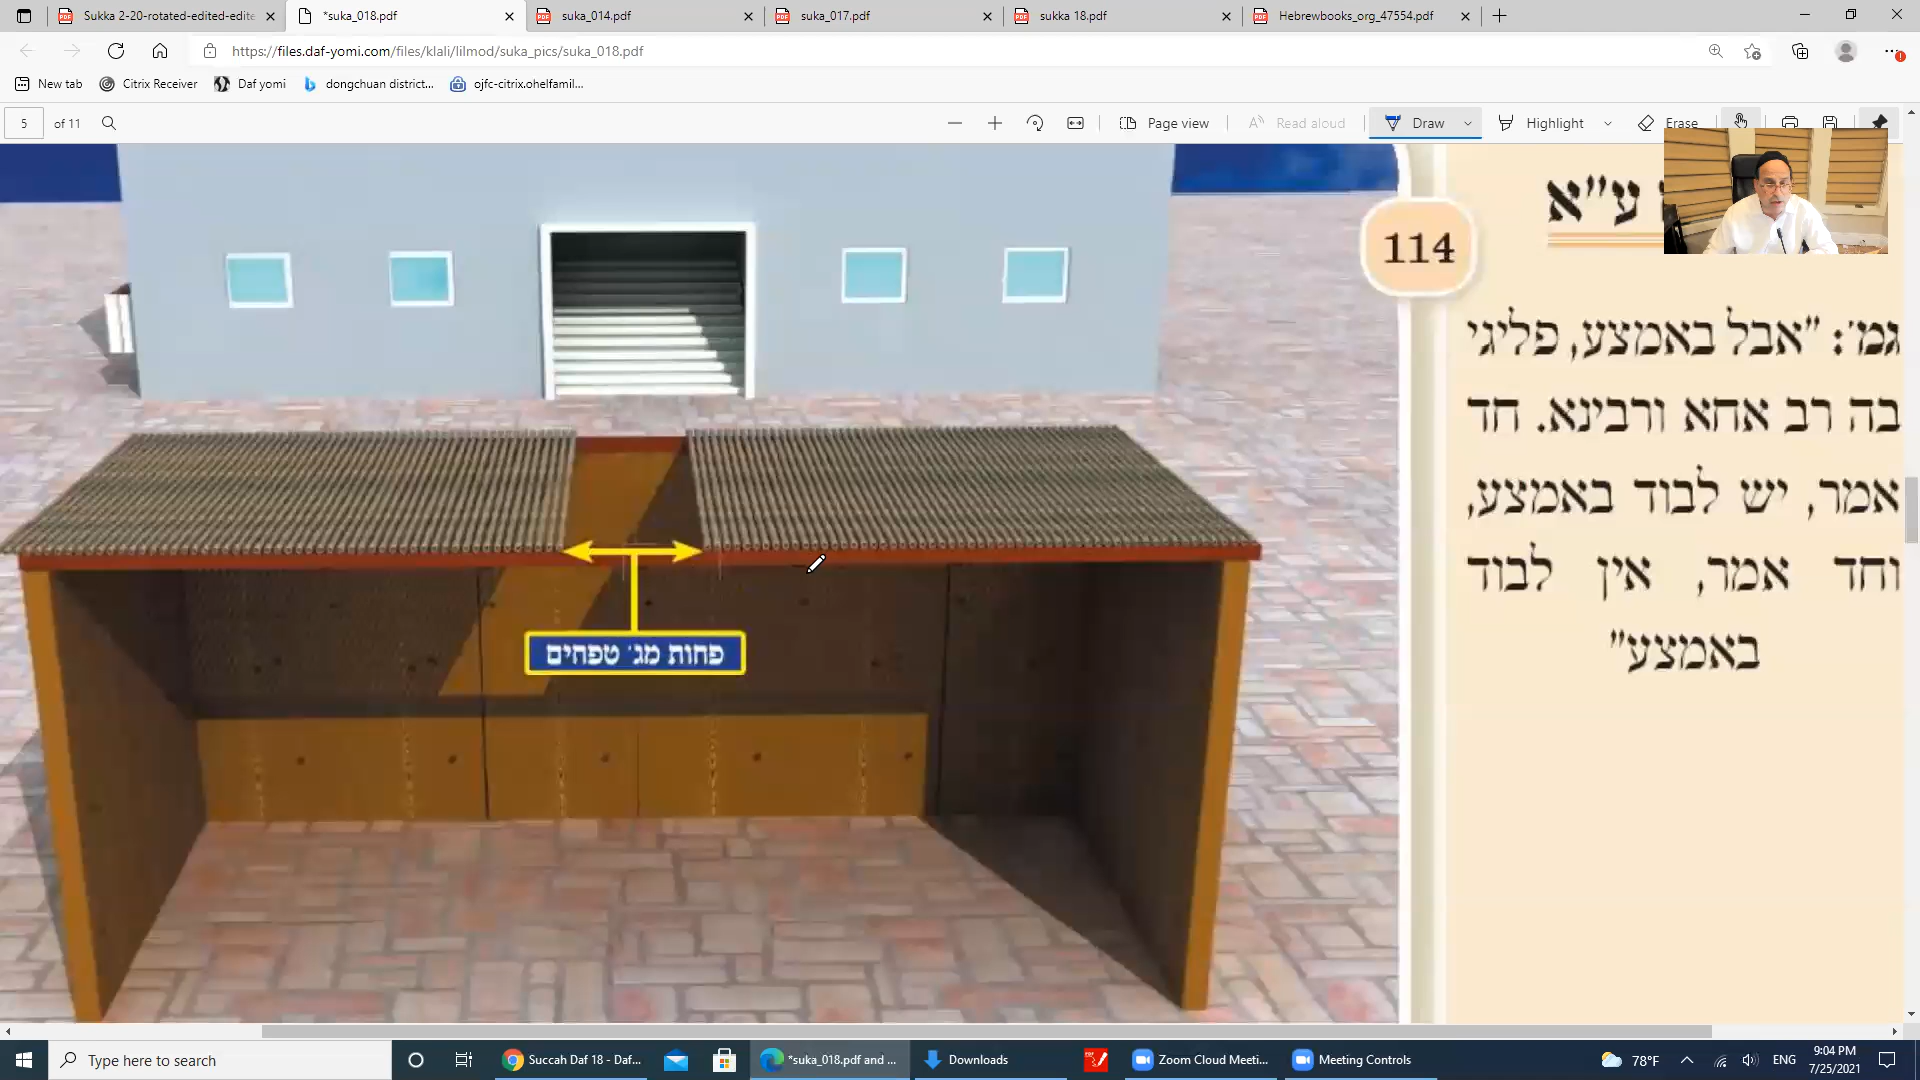 Sukka 2-20-rotated-edited-edite
*suka_018.pdf
suka_014.pdf
suka_017.pdf
sukka 18.pdf
Hebrewbooks_org_47554.pdf
https://files.daf-yomi.com/files/klali/lilmod/suka_pics/suka_018.pdf
New tab
Citrix Receiver
Daf yomi
dongchuan district...
ojfc-citrix.ohelfamil...
5 of 11
Page view
Read aloud
Draw
Highlight
Erase
ע״א
114
גמ׳: "אבל באמצע, פליגי
בה רב אחא ורבינא. חד
אמר, יש לבוד באמצע,
וחד אמר, אין לבוד
באמצע"
פחות מג׳ טפחים
Type here to search
Succah Daf 18 - Daf...
*suka_018.pdf and ...
Downloads
Zoom Cloud Meeti...
Meeting Controls
78°F
ENG
9:04 PM
7/25/2021